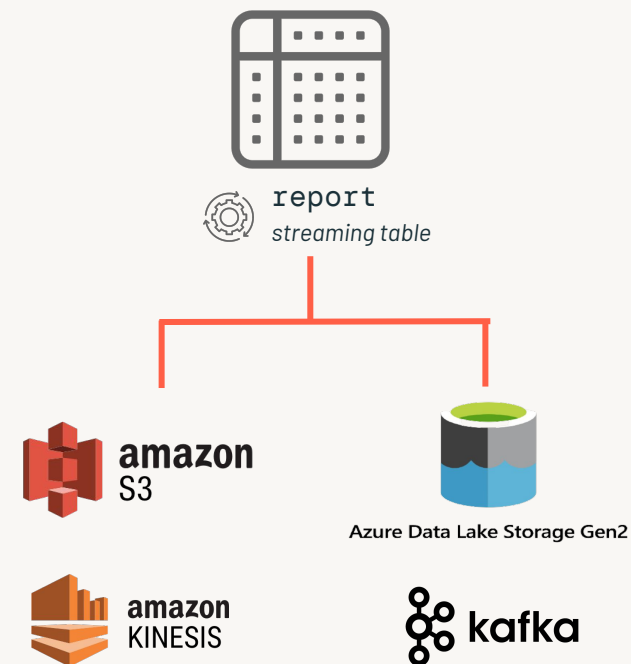 report
streaming table
amazon
S3
Azure Data Lake Storage Gen2
amazon
KINESIS
kafka